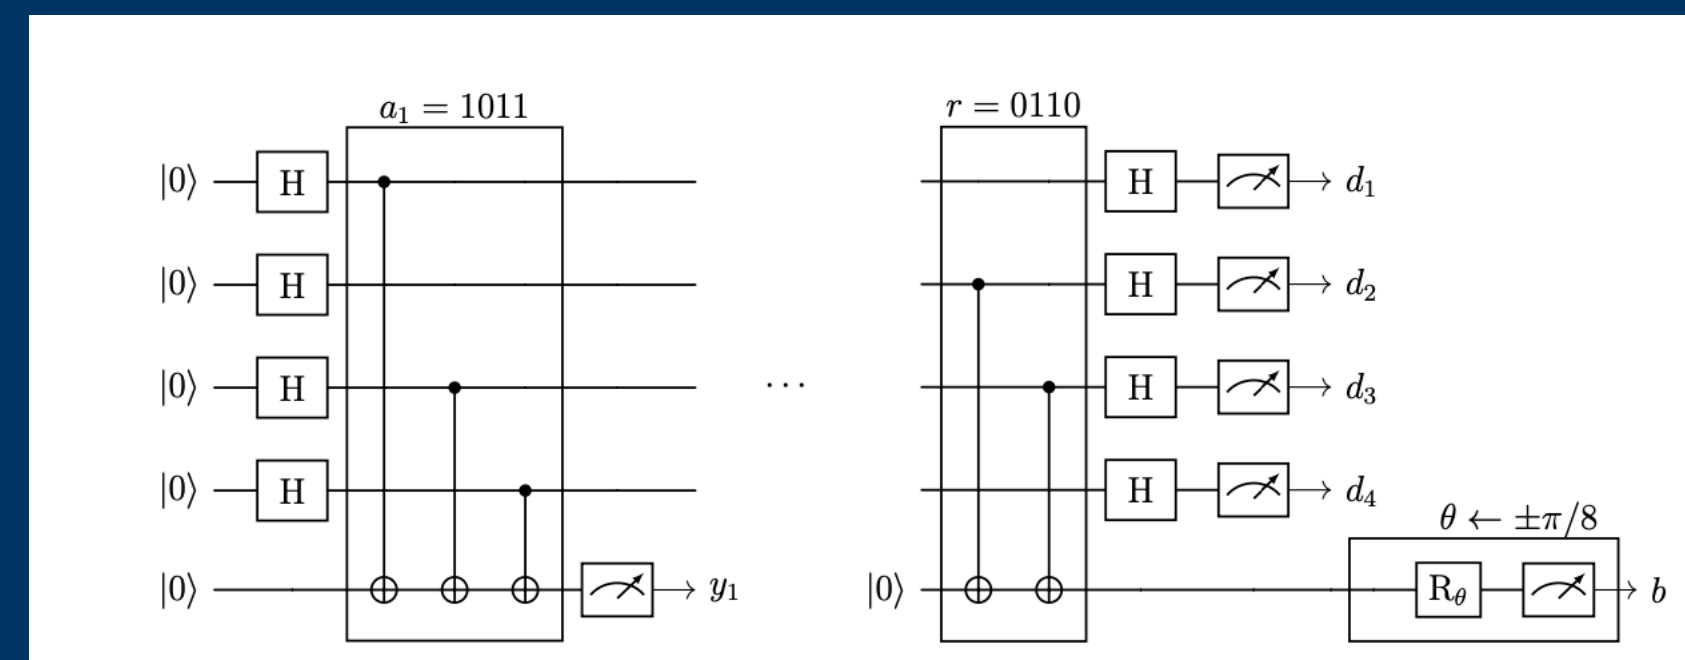 a₁ = 1011
r = 0110
|0⟩ H H d₁
|0⟩ H H d₂
|0⟩ H ··· H d₃
|0⟩ H H d₄
θ ← ±π/8
|0⟩ y₁ |0⟩ R_θ b